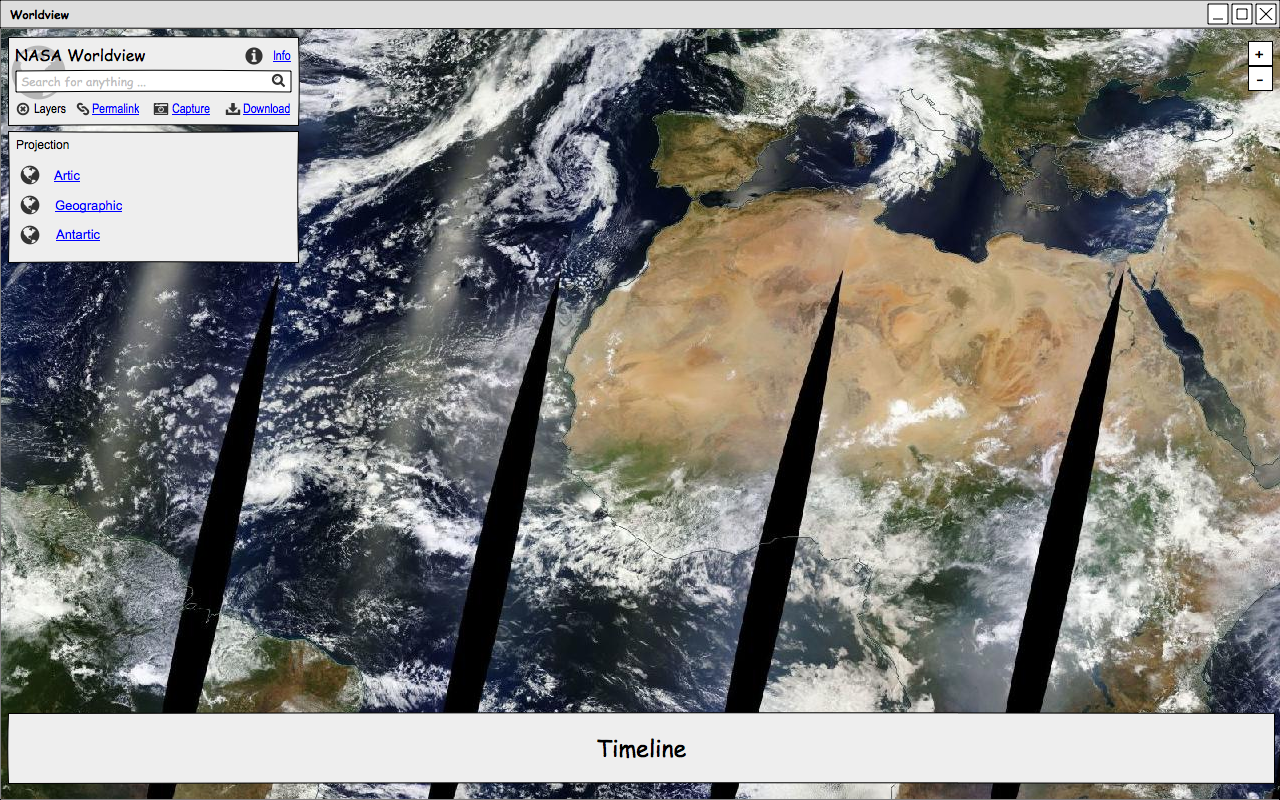 Worldview
NASA Worldview Info
Search for anything ...
Layers Permalink Capture Download
+
-
Projection
Artic
Geographic
Antartic
Timeline